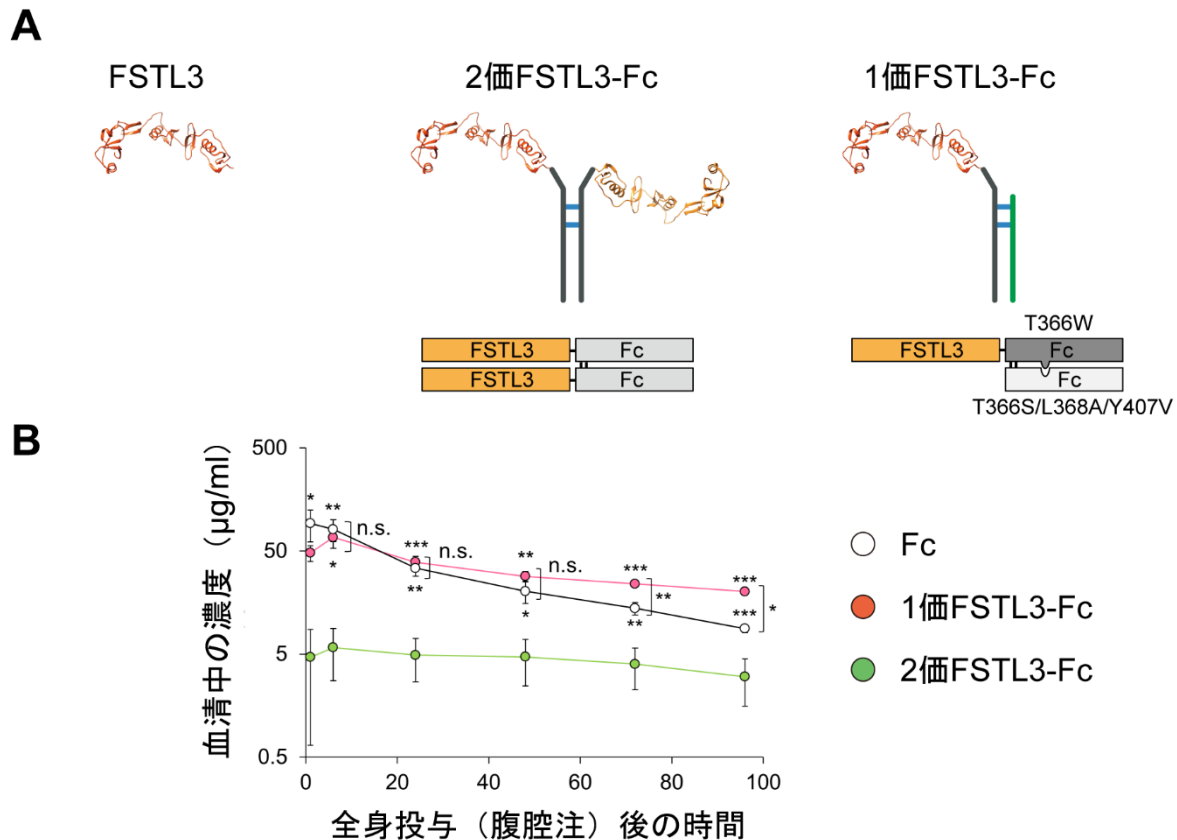 A
FSTL3
2価FSTL3-Fc
1価FSTL3-Fc
FSTL3
Fc
FSTL3
Fc
T366W
FSTL3
Fc
Fc
T366S/L368A/Y407V
B
血清中の濃度（µg/ml）
500
50
5
0.5
*
**
n.s.
*
***
n.s.
**
**
n.s.
*
***
**
**
***
*
***
0
20
40
60
80
100
全身投与（腹腔注）後の時間
Fc
1価FSTL3-Fc
2価FSTL3-Fc